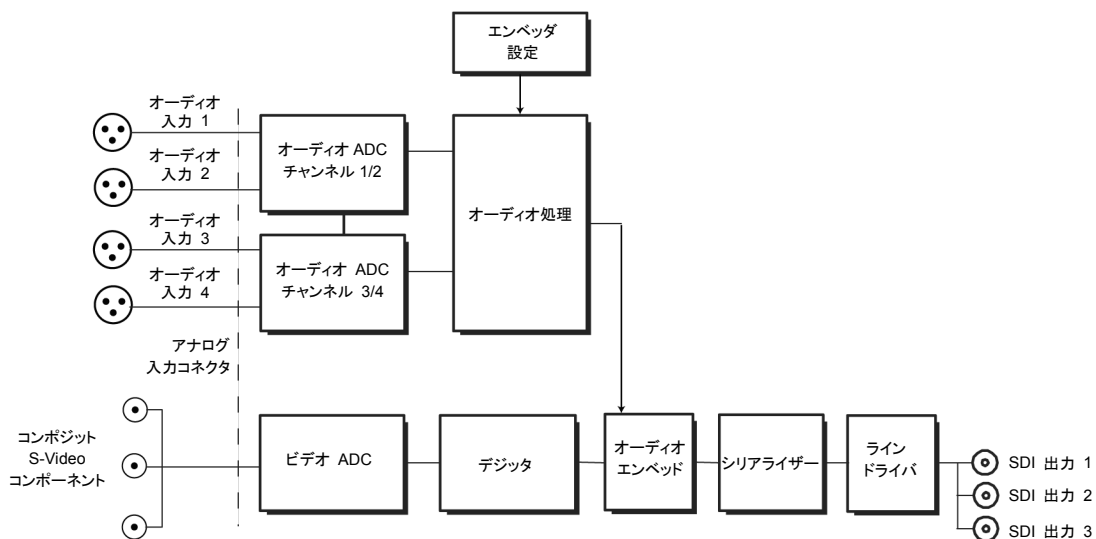 エンベッダ
設定
オーディオ
入力 1
オーディオ
入力 2
オーディオ
入力 3
オーディオ
入力 4
オーディオ ADC
チャンネル 1/2
オーディオ ADC
チャンネル 3/4
オーディオ処理
アナログ
入力コネクタ
コンポジット
S-Video
コンポーネント
ビデオ ADC
デジッタ
オーディオ
エンベッド
シリアライザー
ライン
ドライバ
SDI 出力 1
SDI 出力 2
SDI 出力 3